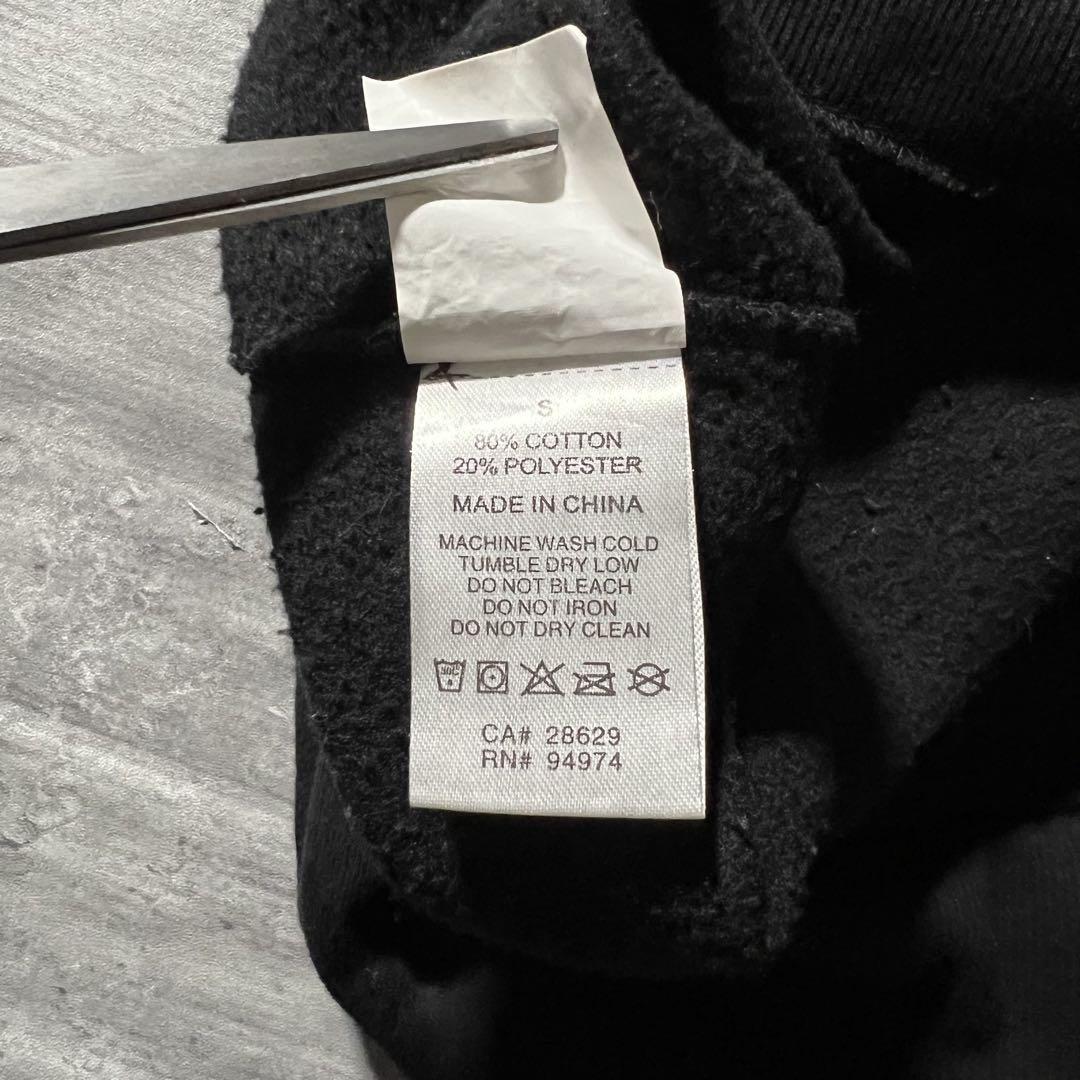 S
80% COTTON
20% POLYESTER
MADE IN CHINA
MACHINE WASH COLD
TUMBLE DRY LOW
DO NOT BLEACH
DO NOT IRON
DO NOT DRY CLEAN
CA# 28629
RN# 94974